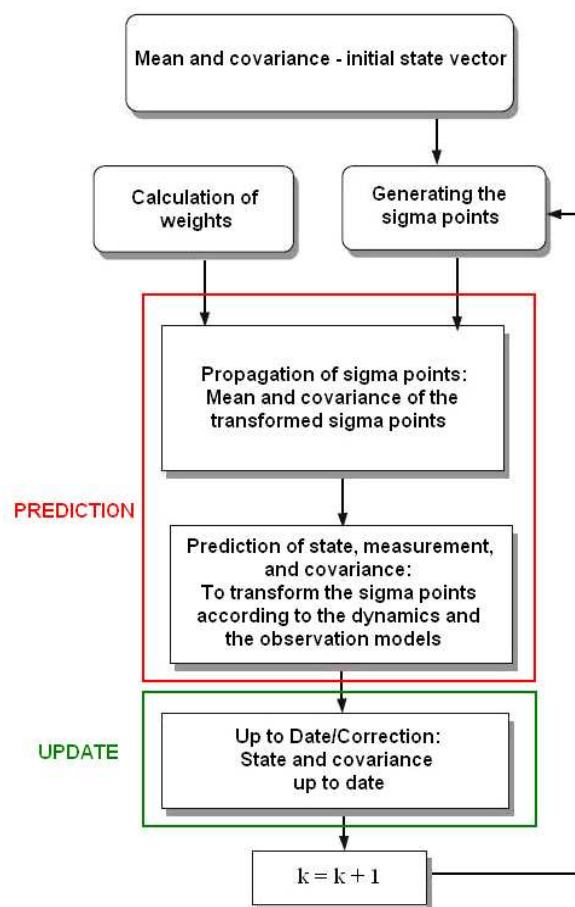 Mean and covariance - initial state vector
Calculation of
weights
Generating the
sigma points
Propagation of sigma points:
Mean and covariance of the
transformed sigma points
PREDICTION
Prediction of state, measurement,
and covariance:
To transform the sigma points
according to the dynamics and
the observation models
UPDATE
Up to Date/Correction:
State and covariance
up to date
k = k + 1